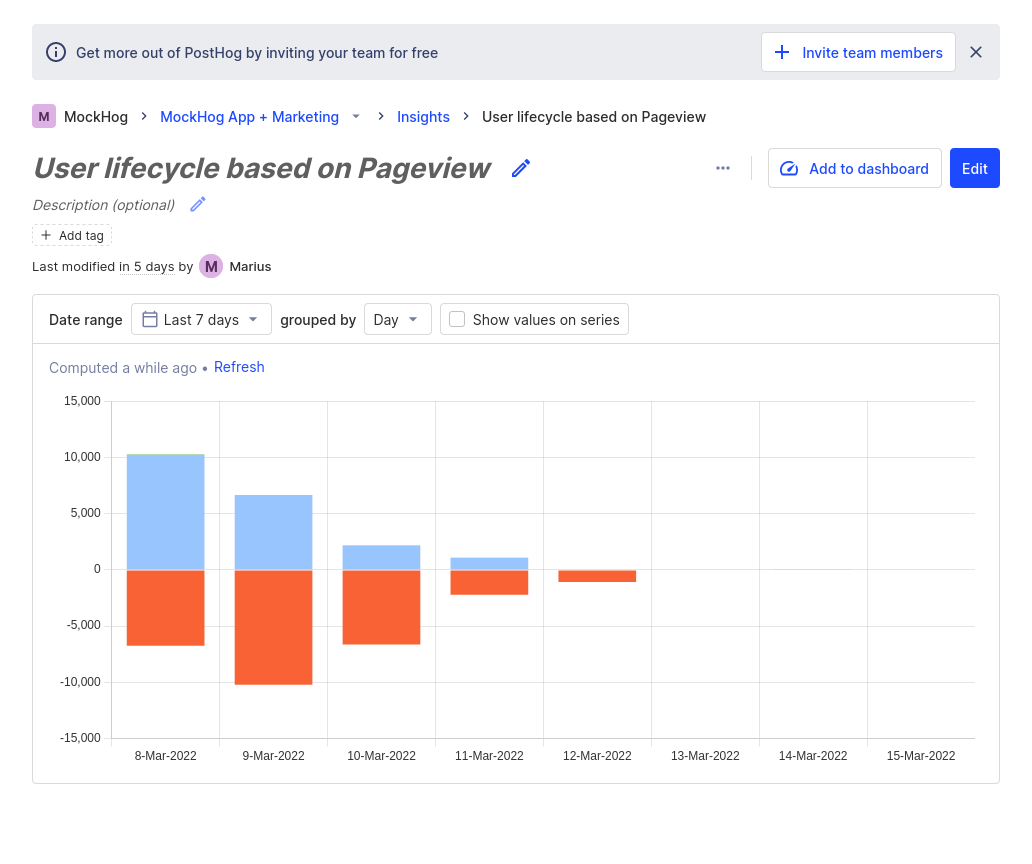 Get more out of PostHog by inviting your team for free
Invite team members
M MockHog MockHog App + Marketing Insights User lifecycle based on Pageview
User lifecycle based on Pageview
Add to dashboard
Edit
Description (optional)
Add tag
Last modified in 5 days by M Marius
Date range Last 7 days grouped by Day Show values on series
Computed a while ago • Refresh
15,000
10,000
5,000
0
-5,000
-10,000
-15,000
8-Mar-2022 9-Mar-2022 10-Mar-2022 11-Mar-2022 12-Mar-2022 13-Mar-2022 14-Mar-2022 15-Mar-2022